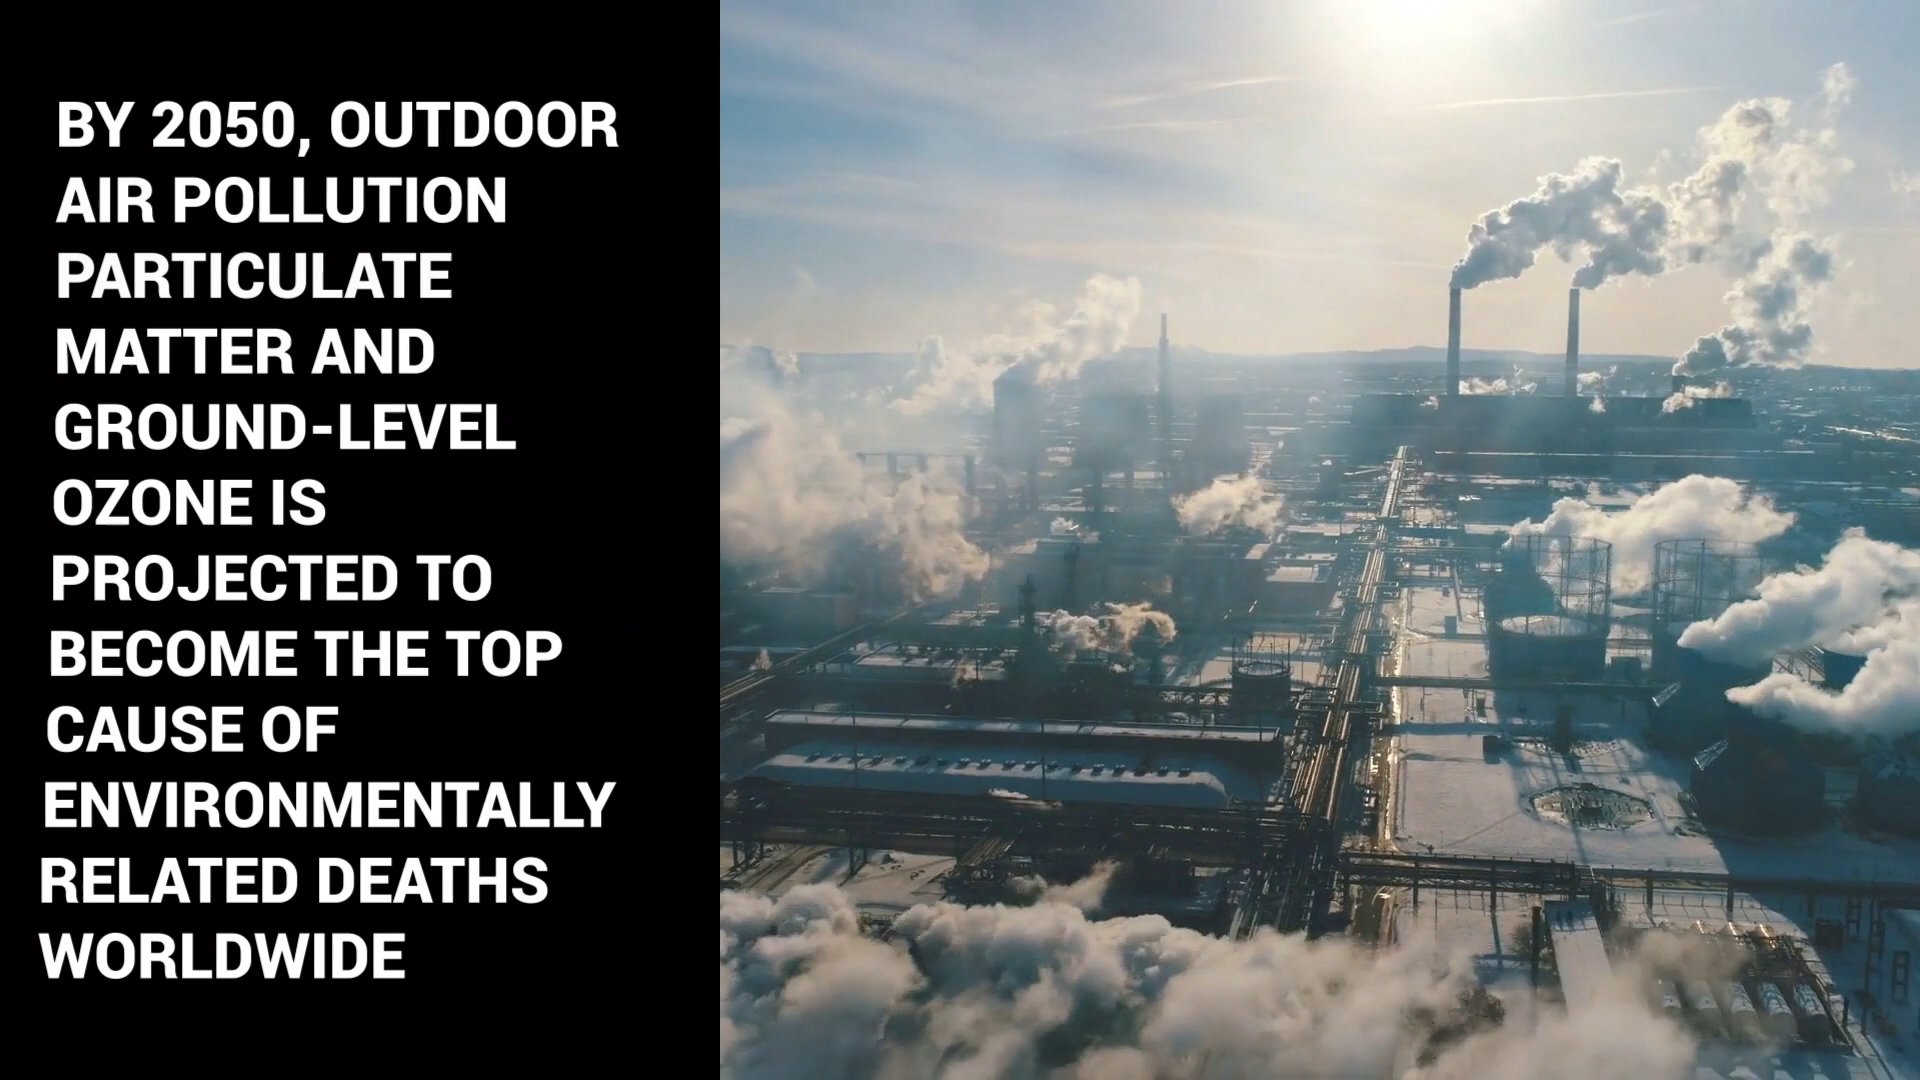 BY 2050, OUTDOOR
AIR POLLUTION
PARTICULATE
MATTER AND
GROUND-LEVEL
OZONE IS
PROJECTED TO
BECOME THE TOP
CAUSE OF
ENVIRONMENTALLY
RELATED DEATHS
WORLDWIDE